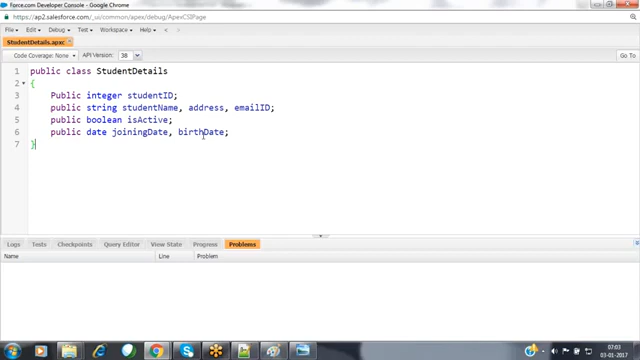 Force.com Developer Console - Google Chrome
https://ap2.salesforce.com/_ui/common/apex/debug/ApexCSIPage
File Edit Debug Test Workspace Help < >
StudentDetails.apxc
Code Coverage: None API Version: 38 Go To
1 public class StudentDetails
2 {
3 Public integer studentID;
4 public string studentName, address, emailID;
5 public boolean isActive;
6 public date joiningDate, birthDate;
7 }
Logs Tests Checkpoints Query Editor View State Progress Problems
Name Line Problem
07:03
03-01-2017